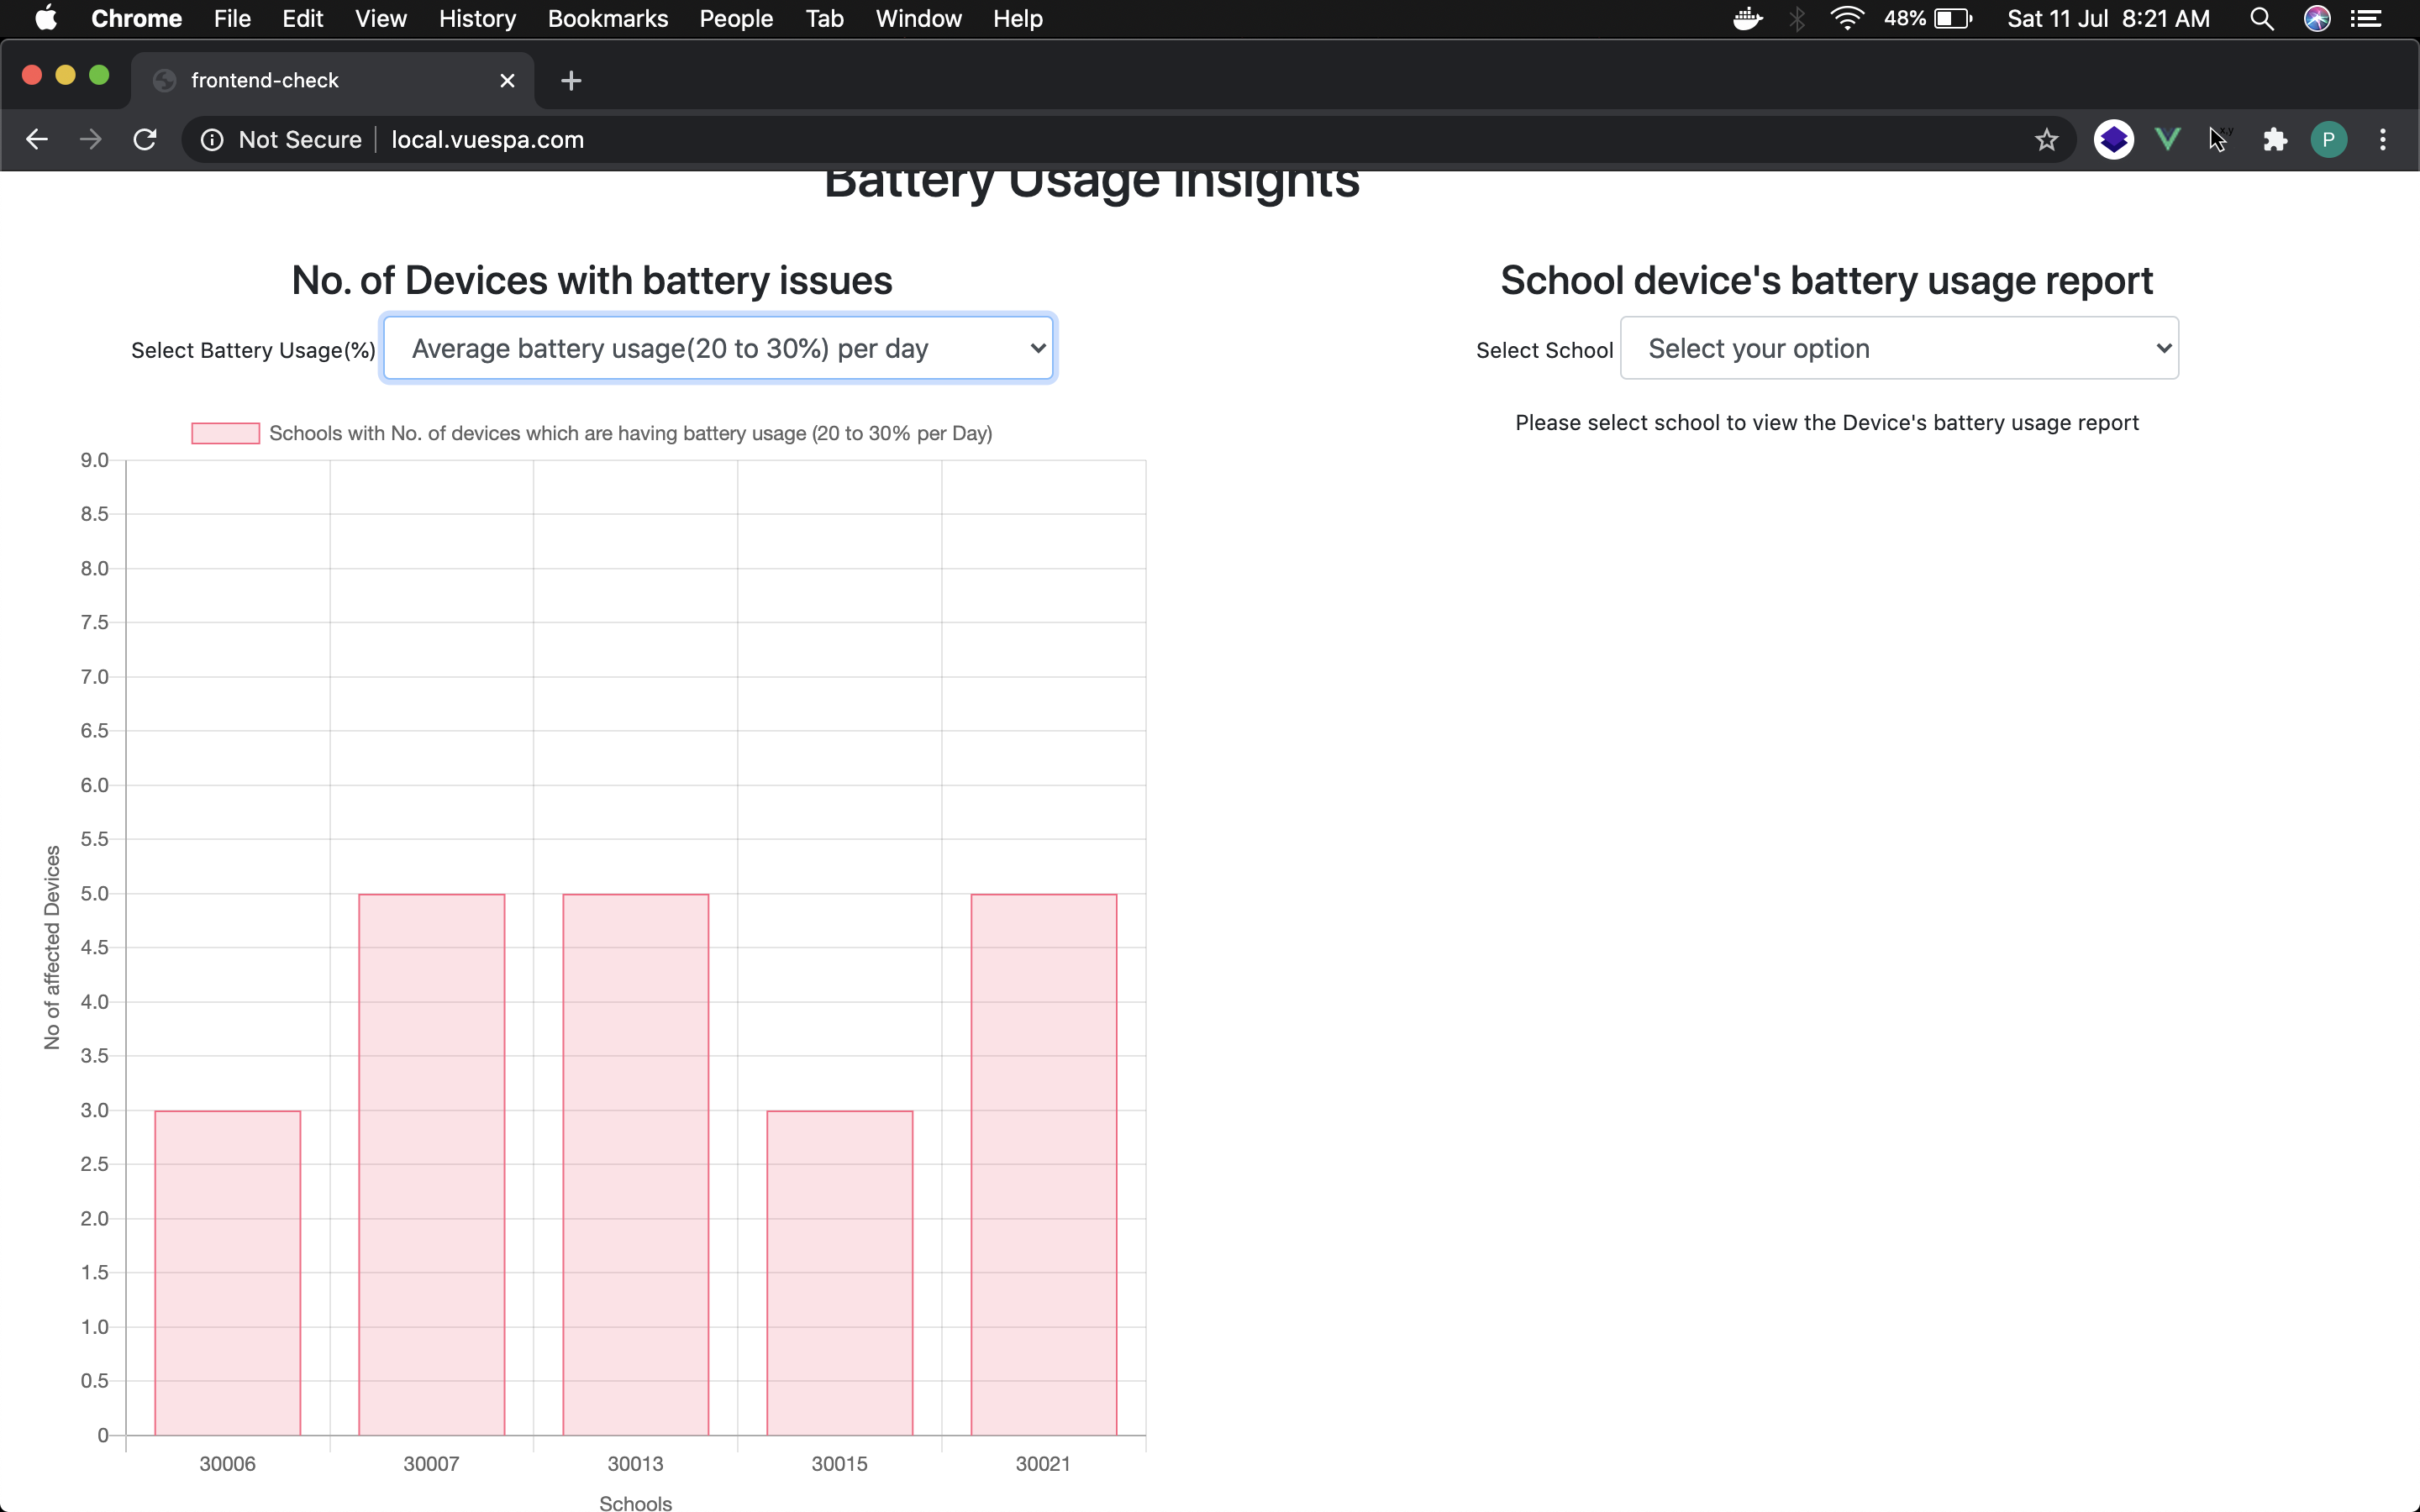 Chrome File Edit View History Bookmarks People Tab Window Help 48% Sat 11 Jul 8:21 AM
frontend-check
Not Secure local.vuespa.com P
Battery Usage Insights
No. of Devices with battery issues
Select Battery Usage(%) Average battery usage(20 to 30%) per day
Schools with No. of devices which are having battery usage (20 to 30% per Day)
9.0
8.5
8.0
7.5
7.0
6.5
6.0
5.5
5.0
4.5
4.0
3.5
3.0
2.5
2.0
1.5
1.0
0.5
0
No of affected Devices
30006 30007 30013 30015 30021
Schools
School device's battery usage report
Select School Select your option
Please select school to view the Device's battery usage report